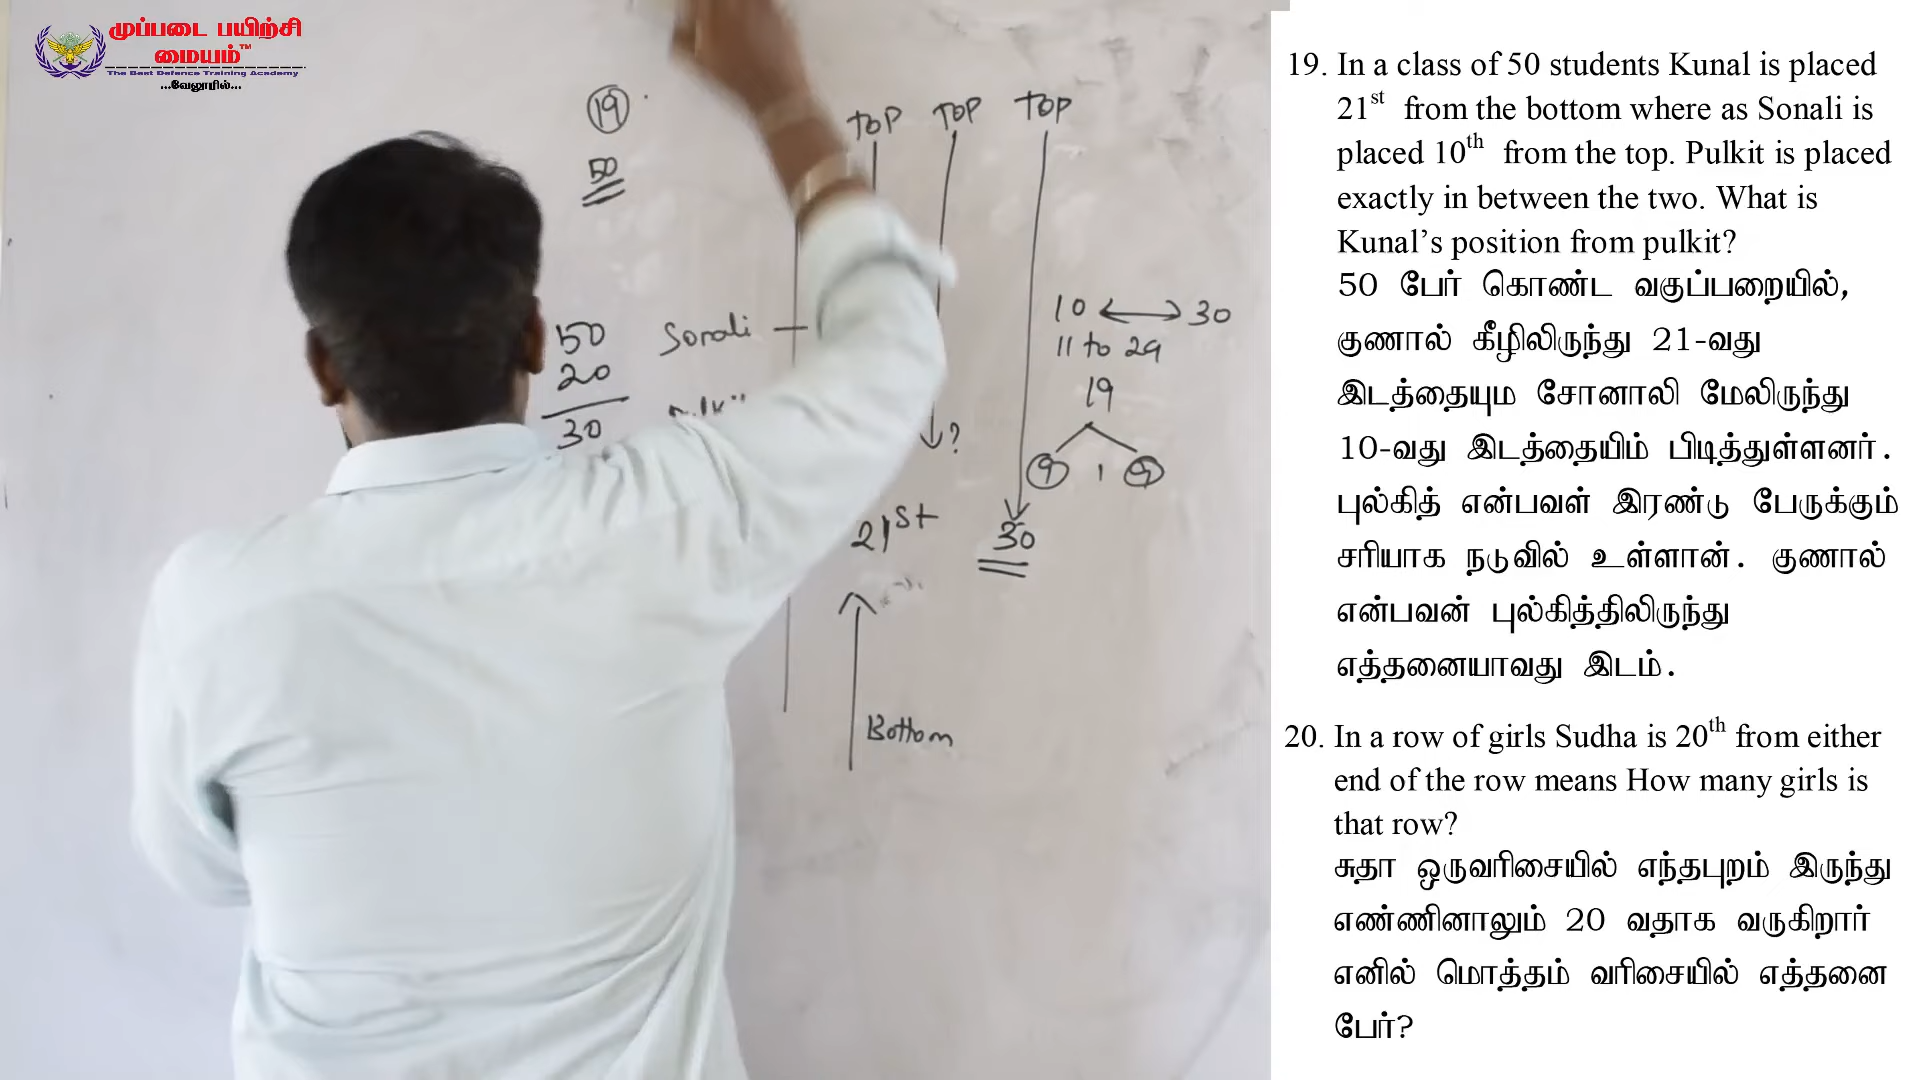 முப்படை பயிற்சி
மையம்™
The Best Defence Training Academy
...வேலூரில்...
19
50
TOP TOP TOP
50
20
30
Sonali
10 ⟷ 30
11 to 29
19
9 1 9
?
21st
30
Bottom
19. In a class of 50 students Kunal is placed
21st from the bottom where as Sonali is
placed 10th from the top. Pulkit is placed
exactly in between the two. What is
Kunal’s position from pulkit?
50 பேர் கொண்ட வகுப்பறையில்,
குணால் கீழிலிருந்து 21-வது
இடத்தையும சோனாலி மேலிருந்து
10-வது இடத்தையிம் பிடித்துள்ளனர்.
புல்கித் என்பவள் இரண்டு பேருக்கும்
சரியாக நடுவில் உள்ளான். குணால்
என்பவன் புல்கித்திலிருந்து
எத்தனையாவது இடம்.
20. In a row of girls Sudha is 20th from either
end of the row means How many girls is
that row?
சுதா ஒருவரிசையில் எந்தபுறம் இருந்து
எண்ணினாலும் 20 வதாக வருகிறார்
எனில் மொத்தம் வரிசையில் எத்தனை
பேர்?